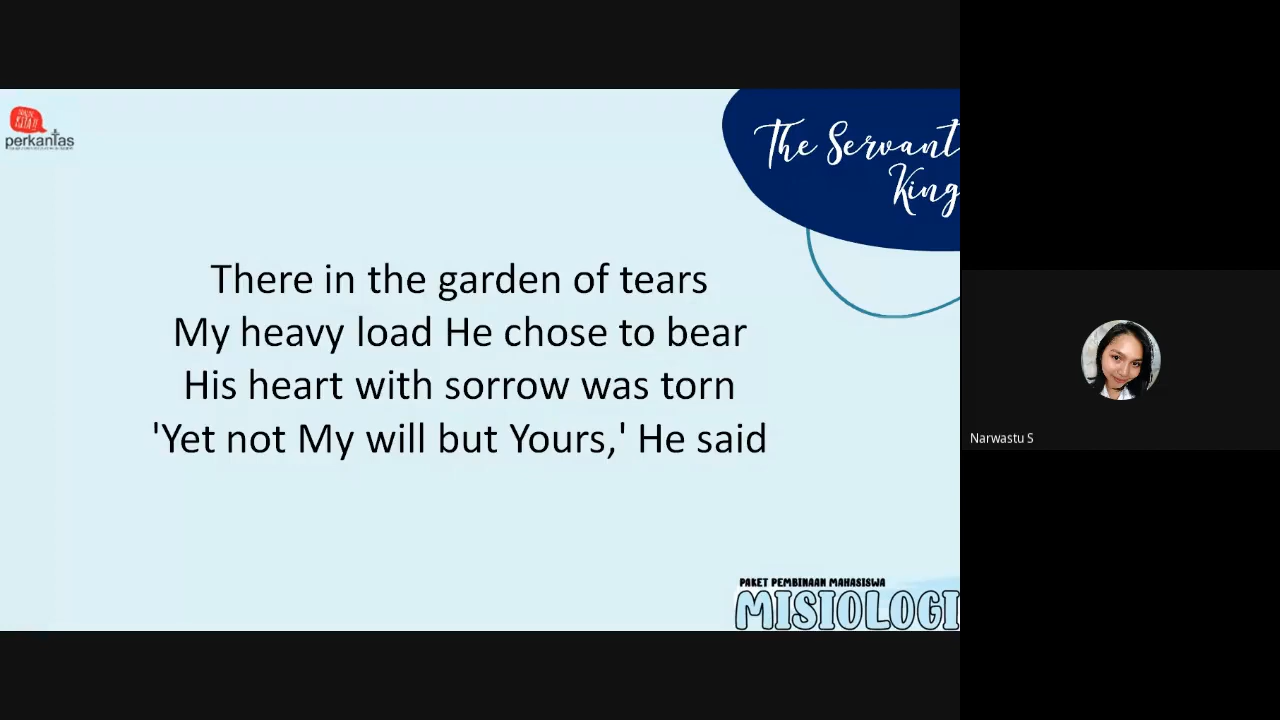 perkantas
The Servant
King
There in the garden of tears
My heavy load He chose to bear
His heart with sorrow was torn
'Yet not My will but Yours,' He said
Narwastu S
PAKET PEMBINAAN MAHASISWA
MISIOLOGI